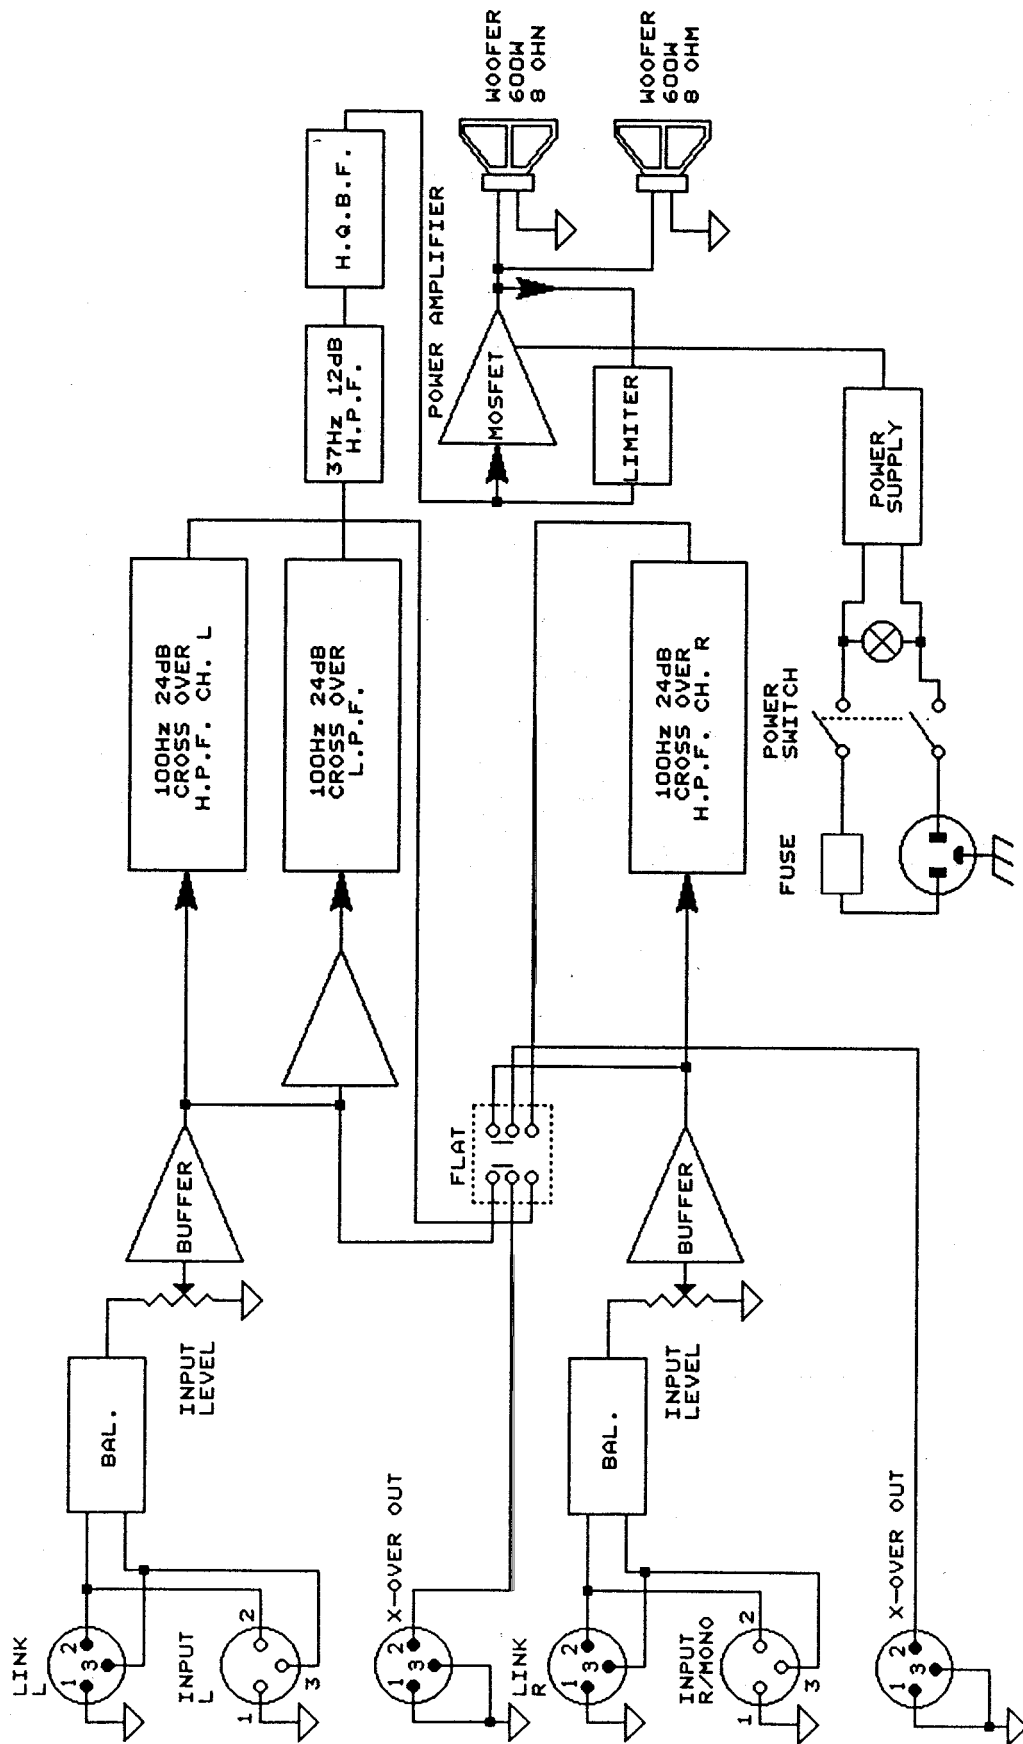 LINK
L
1
2
3
INPUT
L
1
2
3
BAL.
INPUT
LEVEL
BUFFER
100Hz 24dB
CROSS OVER
H.P.F. CH. L
100Hz 24dB
CROSS OVER
L.P.F.
37Hz 12dB
H.P.F.
H.Q.B.F.
POWER AMPLIFIER
MOSFET
LIMITER
WOOFER
600W
8 OHN
WOOFER
600W
8 OHM
X-OVER OUT
1
2
3
FLAT
LINK
R
1
2
3
INPUT
R/MONO
1
2
3
BAL.
INPUT
LEVEL
BUFFER
100Hz 24dB
CROSS OVER
H.P.F. CH R
X-OVER OUT
1
2
3
FUSE
POWER
SWITCH
POWER
SUPPLY